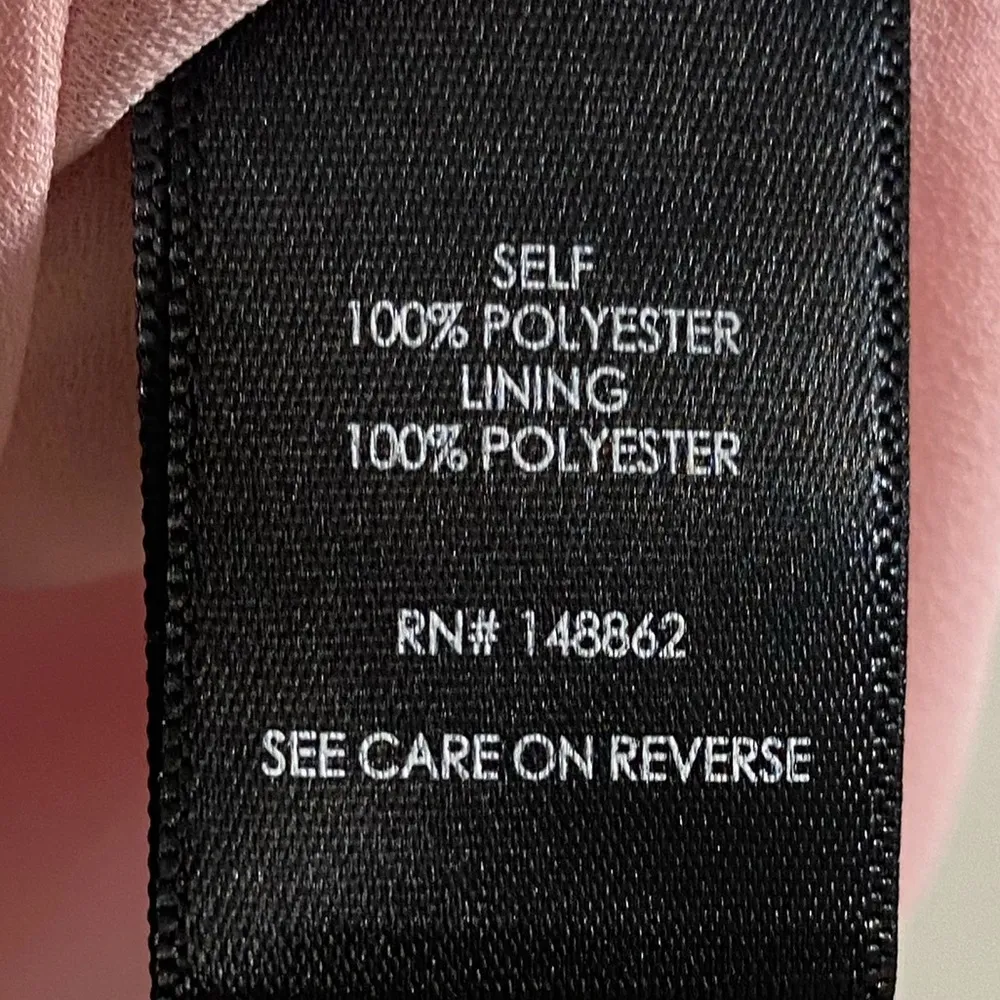 SELF
100% POLYESTER
LINING
100% POLYESTER
RN# 148862
SEE CARE ON REVERSE